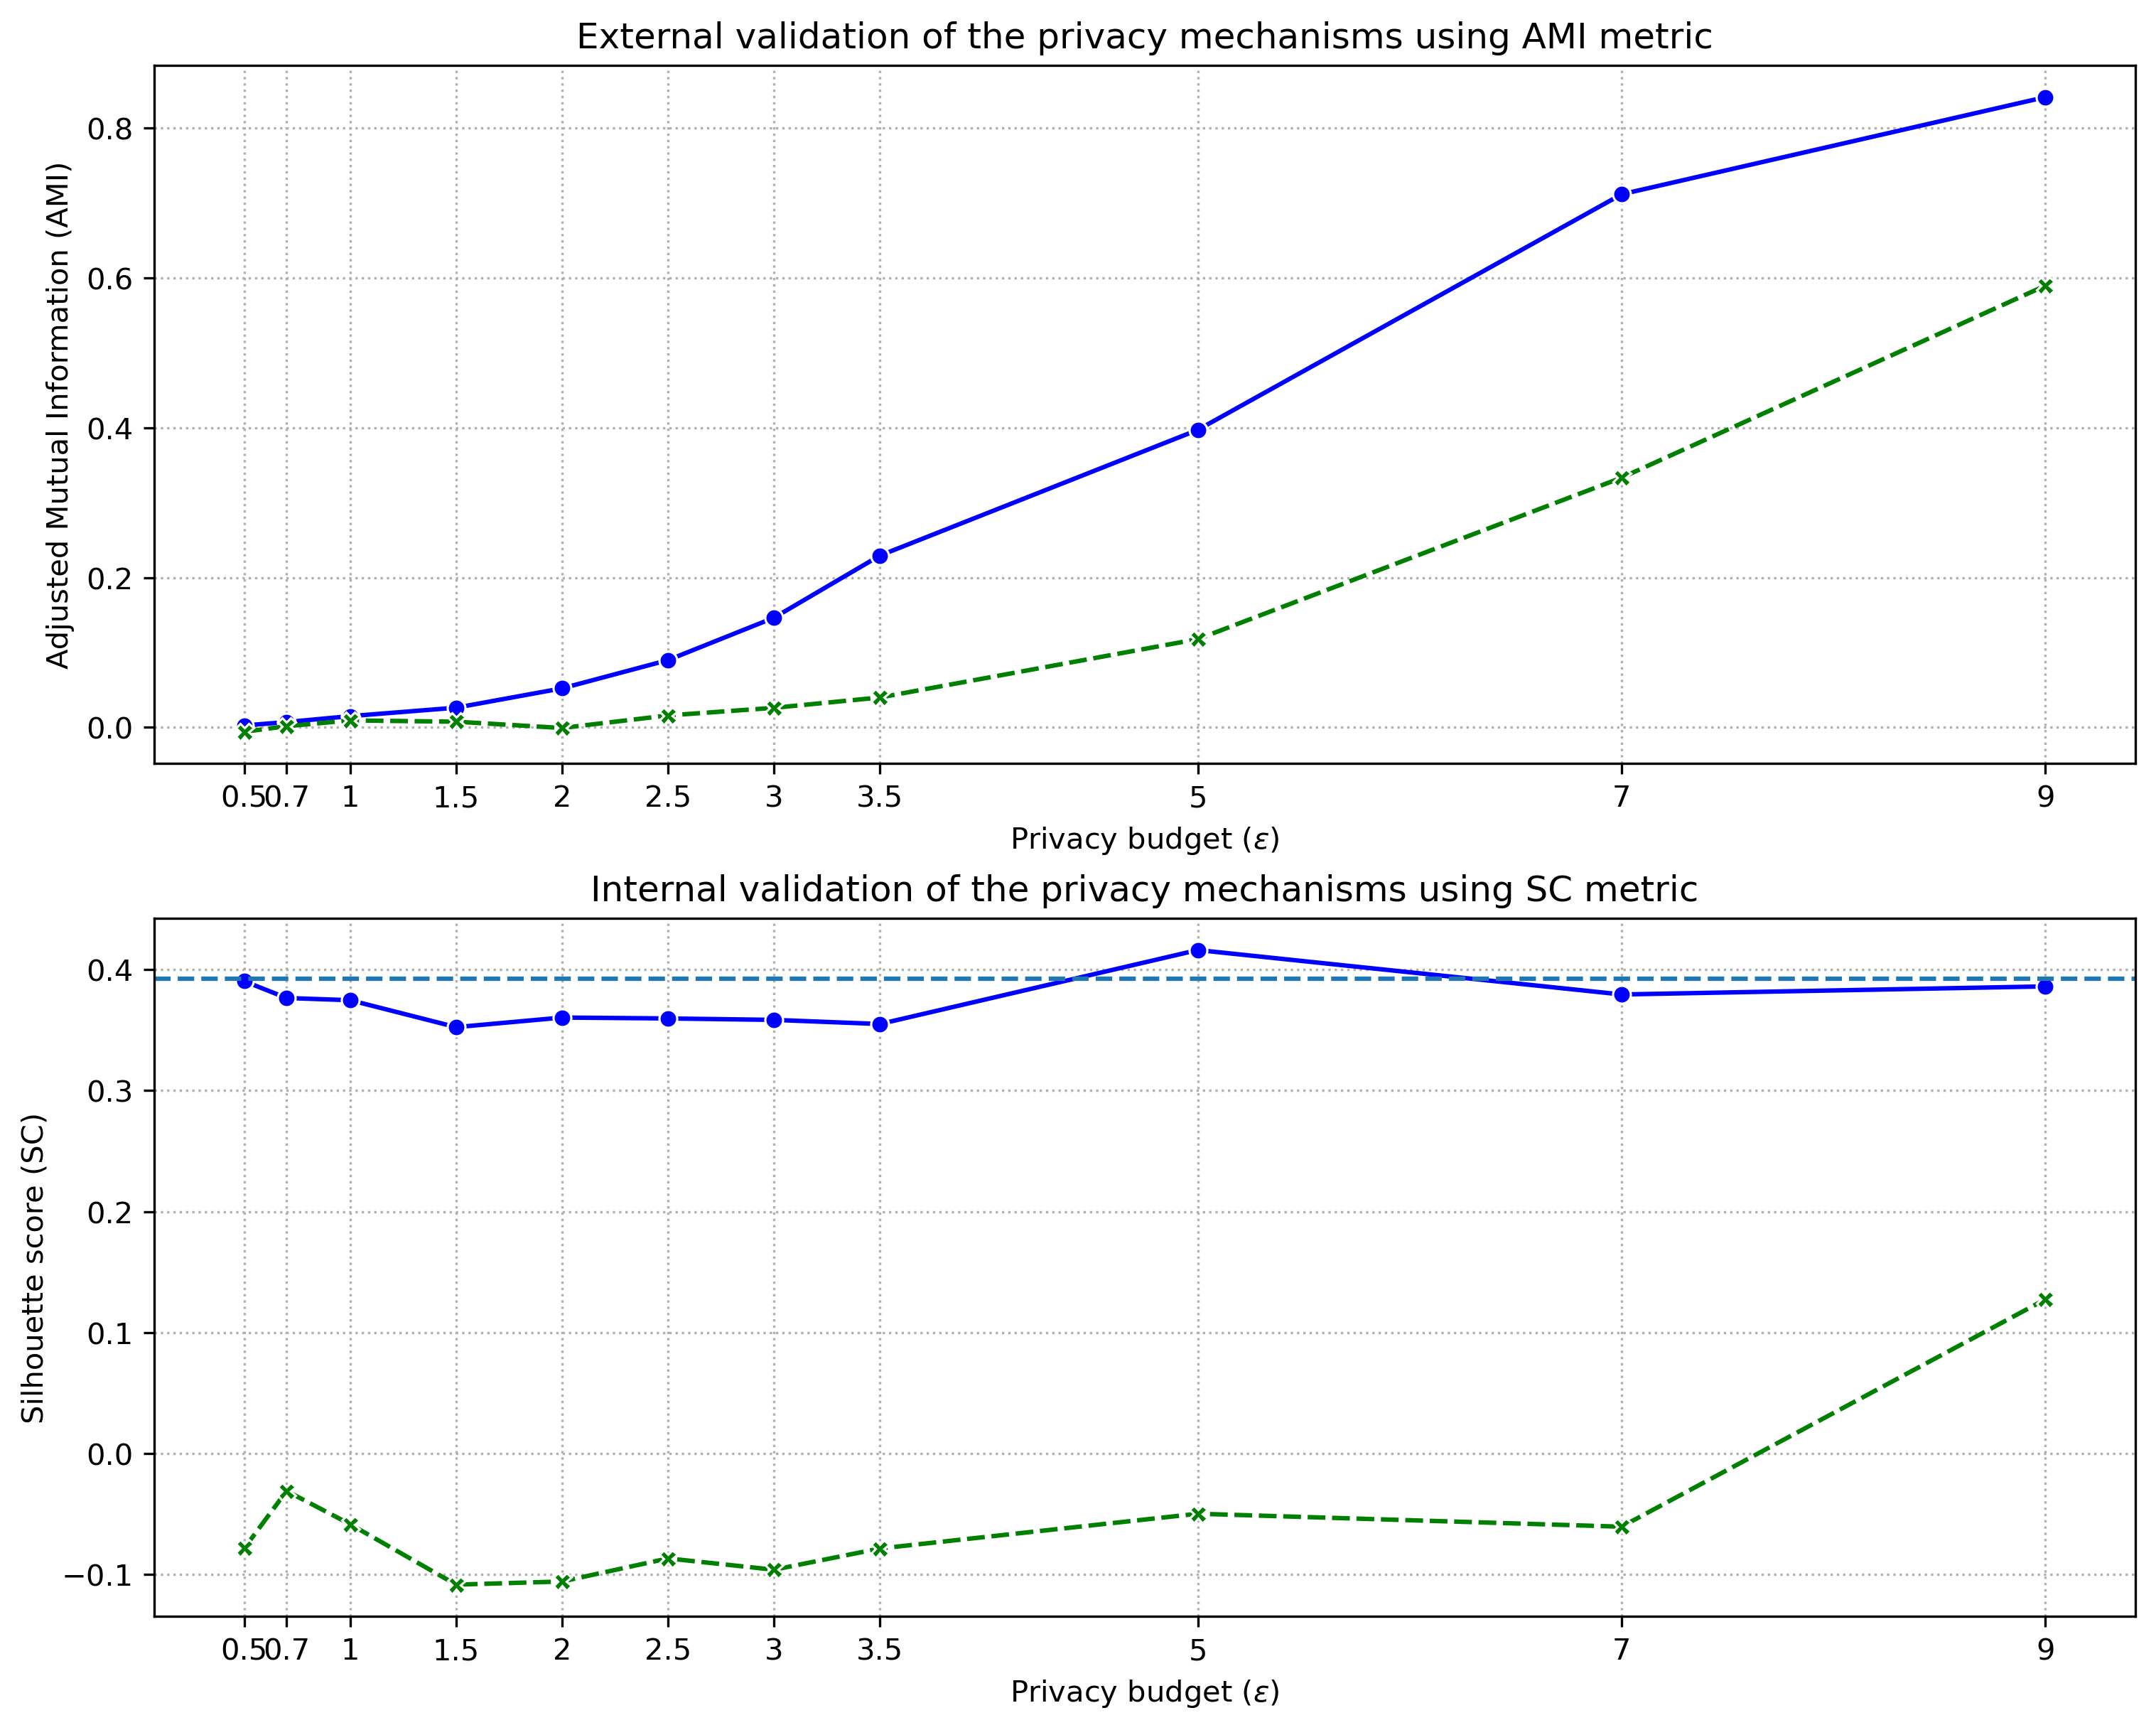 External validation of the privacy mechanisms using AMI metric
Adjusted Mutual Information (AMI)
0.8
0.6
0.4
0.2
0.0
0.5 0.7 1 1.5 2 2.5 3 3.5 5 7 9
Privacy budget (ε)
Internal validation of the privacy mechanisms using SC metric
Silhouette score (SC)
0.4
0.3
0.2
0.1
0.0
−0.1
0.5 0.7 1 1.5 2 2.5 3 3.5 5 7 9
Privacy budget (ε)